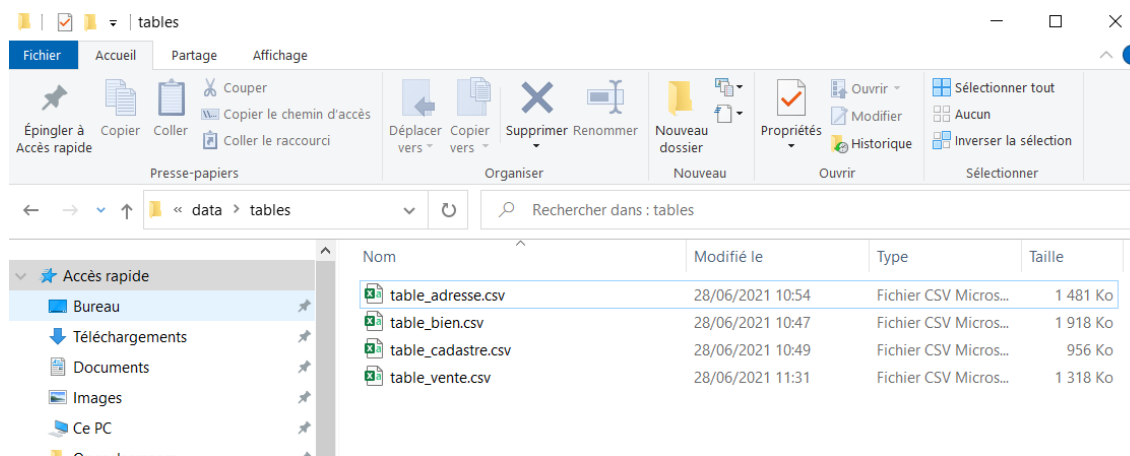 tables
Fichier Accueil Partage Affichage
Épingler à Accès rapide
Copier
Coller
Couper
Copier le chemin d'accès
Coller le raccourci
Presse-papiers
Déplacer vers
Copier vers
Supprimer
Renommer
Organiser
Nouveau dossier
Nouveau
Propriétés
Ouvrir
Modifier
Historique
Ouvrir
Sélectionner tout
Aucun
Inverser la sélection
Sélectionner
« data > tables
Rechercher dans : tables
Accès rapide
Bureau
Téléchargements
Documents
Images
Ce PC
Nom Modifié le Type Taille
table_adresse.csv 28/06/2021 10:54 Fichier CSV Micros... 1 481 Ko
table_bien.csv 28/06/2021 10:47 Fichier CSV Micros... 1 918 Ko
table_cadastre.csv 28/06/2021 10:49 Fichier CSV Micros... 956 Ko
table_vente.csv 28/06/2021 11:31 Fichier CSV Micros... 1 318 Ko